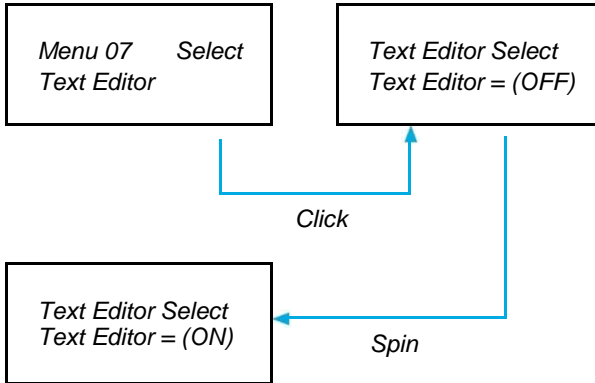 Menu 07 Select
Text Editor
Text Editor Select
Text Editor = (OFF)
Click
Text Editor Select
Text Editor = (ON)
Spin